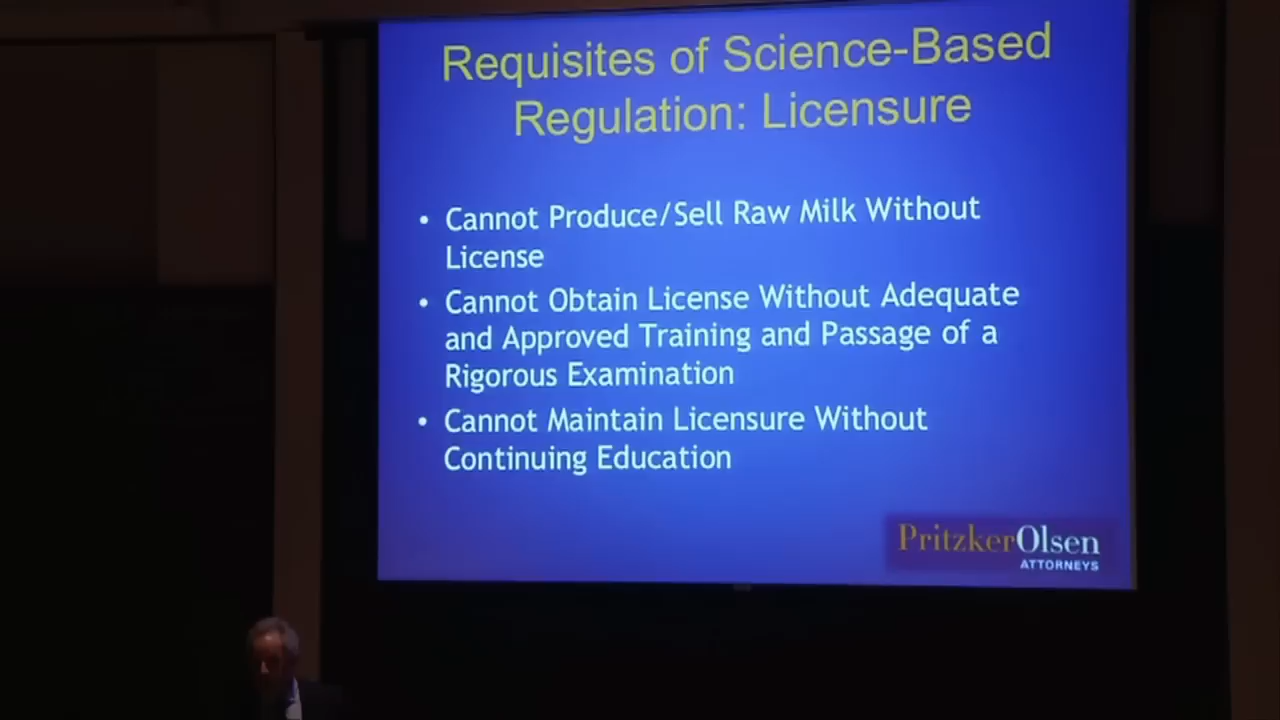 Requisites of Science-Based
Regulation: Licensure
• Cannot Produce/Sell Raw Milk Without
License
• Cannot Obtain License Without Adequate
and Approved Training and Passage of a
Rigorous Examination
• Cannot Maintain Licensure Without
Continuing Education
PritzkerOlsen
ATTORNEYS